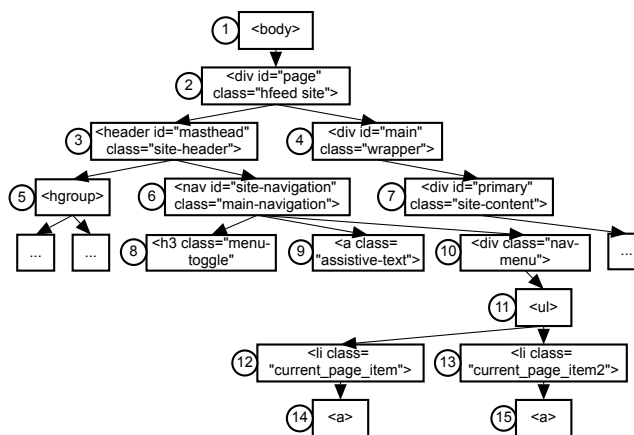 1
<body>
2
<div id="page"
class="hfeed site">
3
<header id="masthead"
class="site-header">
4
<div id="main"
class="wrapper">
5
<hgroup>
6
<nav id="site-navigation"
class="main-navigation">
7
<div id="primary"
class="site-content">
...
...
8
<h3 class="menu-
toggle"
9
<a class=
"assistive-text">
10
<div class="nav-
menu">
...
11
<ul>
12
<li class=
"current_page_item">
13
<li class=
"current_page_item2">
14
<a>
15
<a>